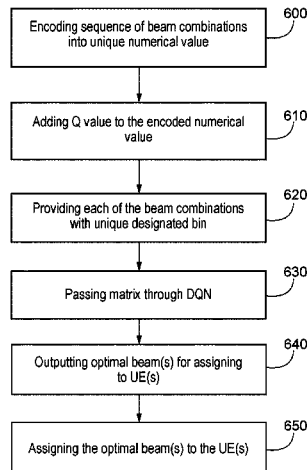 600
Encoding sequence of beam combinations
into unique numerical value
610
Adding Q value to the encoded numerical
value
620
Providing each of the beam combinations
with unique designated bin
630
Passing matrix through DQN
640
Outputting optimal beam(s) for assigning
to UE(s)
650
Assigning the optimal beam(s) to the UE(s)